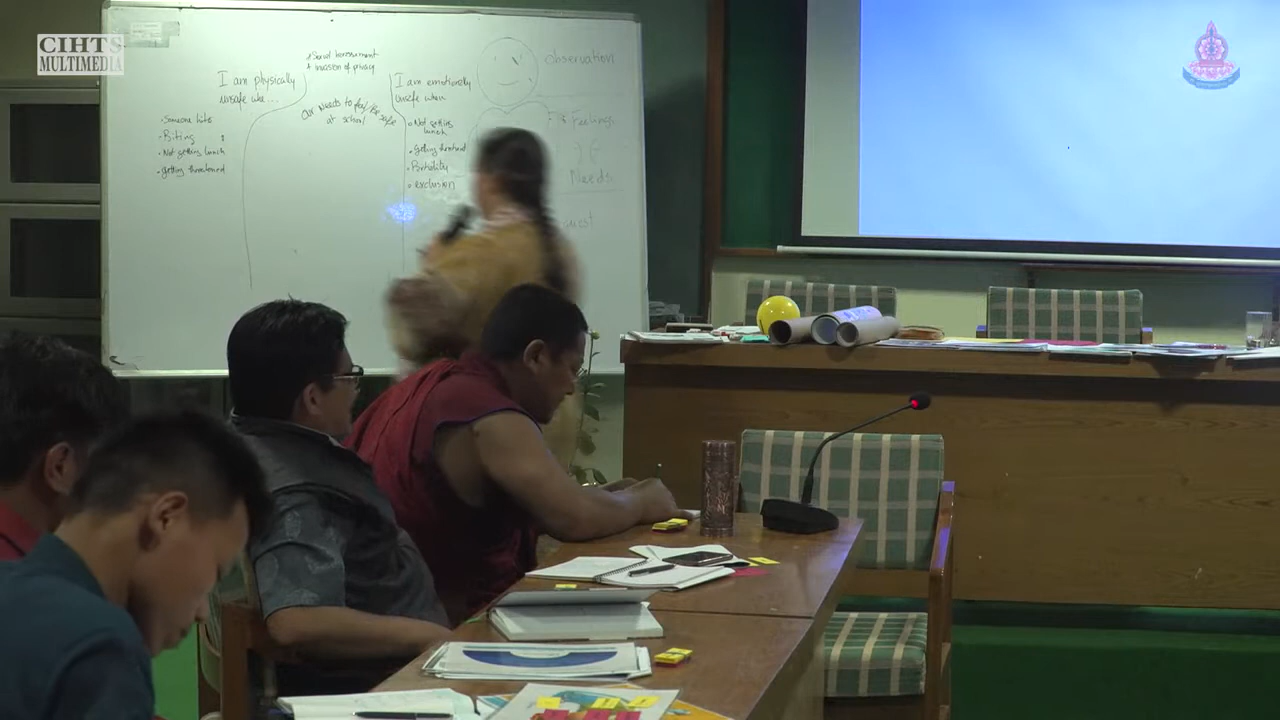 CIHTS
MULTIMEDIA
Sexual harassment
invasion of privacy
I am physically
unsafe whe...
• Someone hits
• Biting
• Not getting lunch
• getting threatened
Our needs to feel safe
at school
I am emotionally
unsafe when
Not getting
lunch
Getting
Partiality
exclusion
Observation
Feelings
Needs